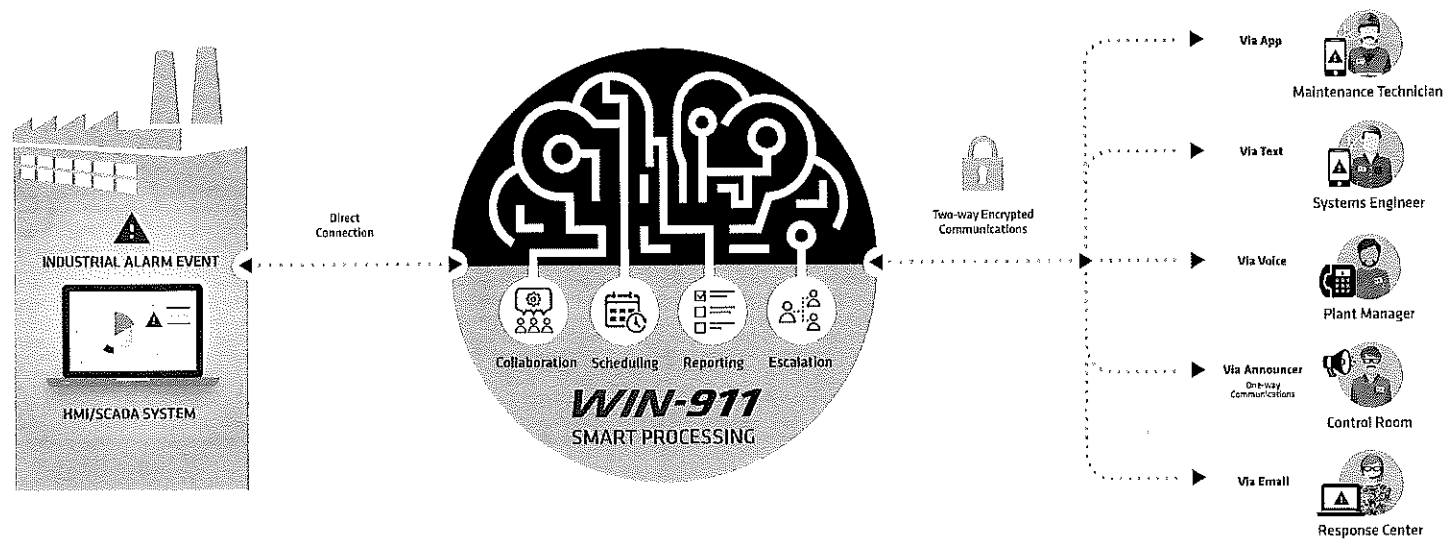 INDUSTRIAL ALARM EVENT
HMI/SCADA SYSTEM
Direct
Connection
Collaboration
Scheduling
Reporting
Escalation
WIN-911
SMART PROCESSING
Two-way Encrypted
Communications
Via App
Maintenance Technician
Via Text
Systems Engineer
Via Voice
Plant Manager
Via Announcer
One-way
Communications
Control Room
Via Email
Response Center